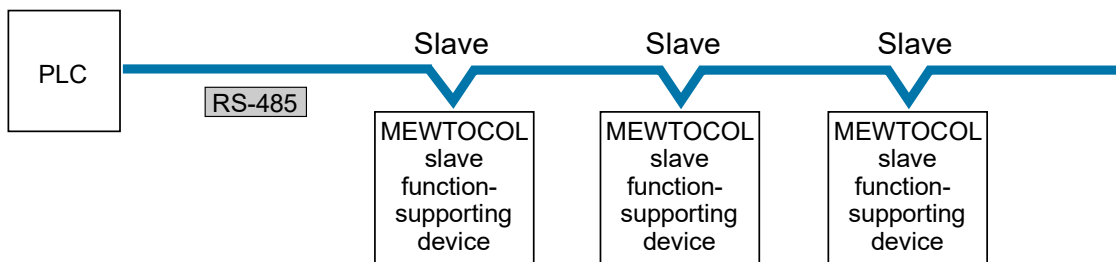 PLC
RS-485
Slave
MEWTOCOL
slave
function-
supporting
device
Slave
MEWTOCOL
slave
function-
supporting
device
Slave
MEWTOCOL
slave
function-
supporting
device